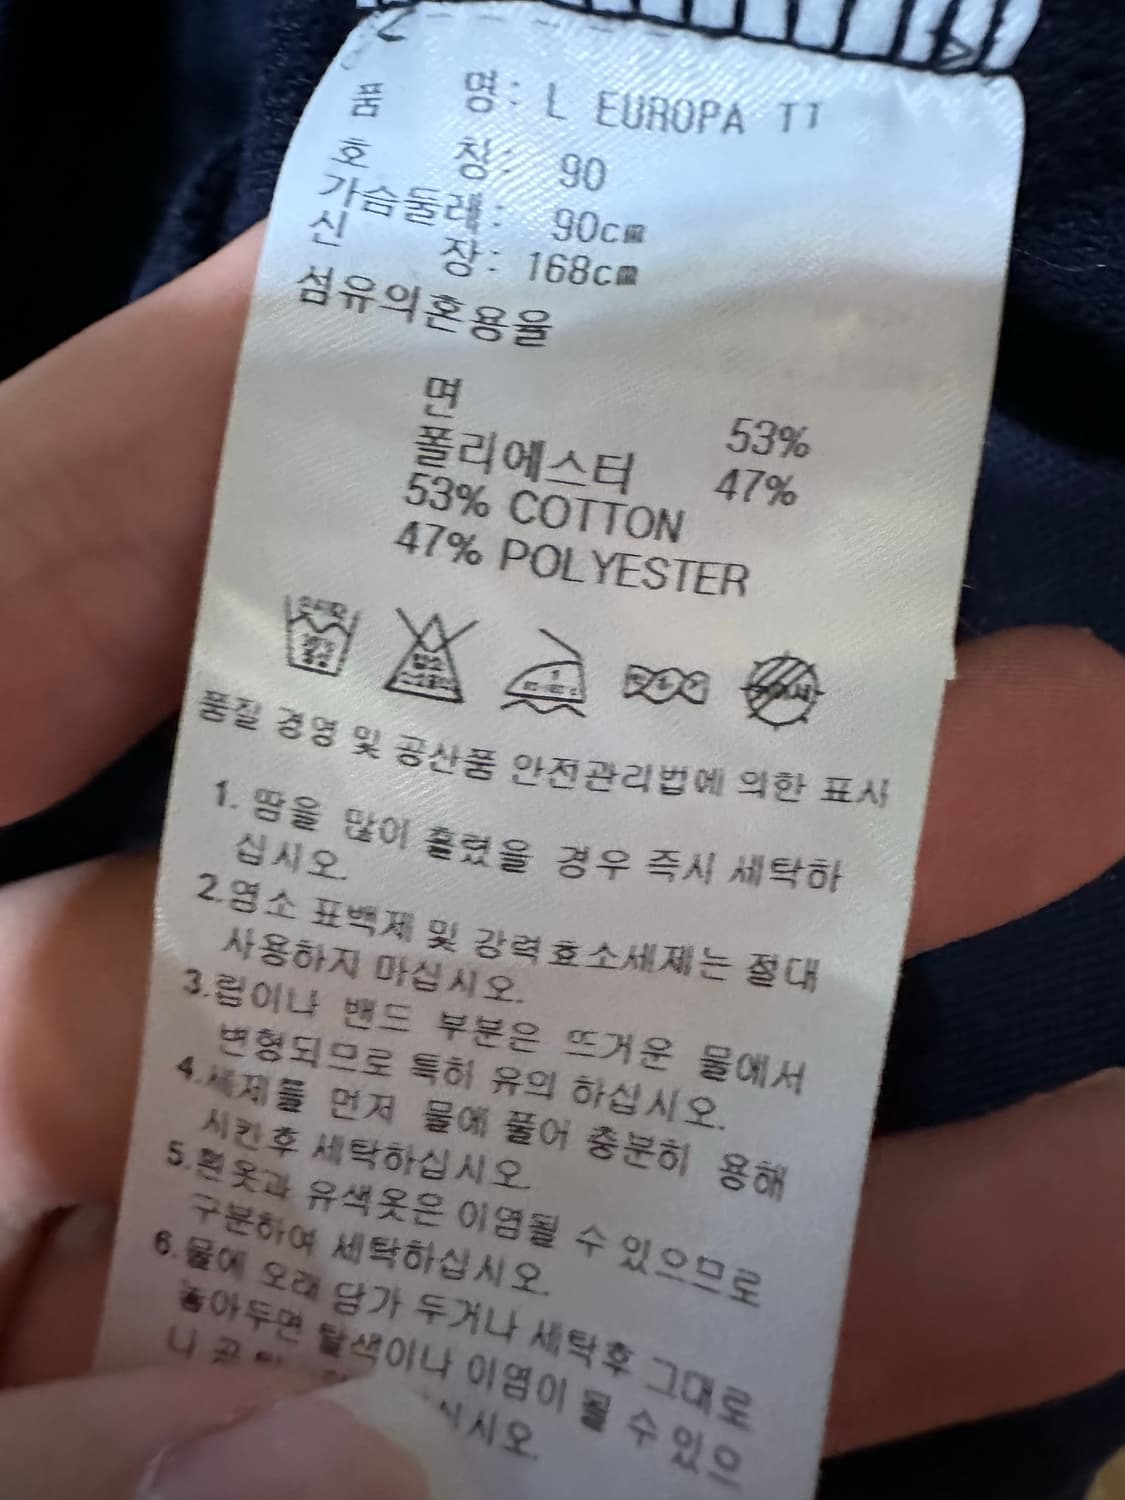 품 명: L EUROPA TT
호 칭: 90
가슴둘레: 90cm
신 장: 168cm
섬유의혼용율
면 53%
폴리에스터 47%
53% COTTON
47% POLYESTER
품질 경영 및 공산품 안전관리법에 의한 표시
1. 땀을 많이 흘렸을 경우 즉시 세탁하
십시오.
2.염소 표백제 및 강력효소세제는 절대
사용하지 마십시오.
3.립이나 밴드 부분은 뜨거운 물에서
변형되므로 특히 유의 하십시오.
4.세제를 먼저 물에 풀어 충분히 용해
시킨후 세탁하십시오.
5.흰옷과 유색옷은 이염될 수 있으므로
구분하여 세탁하십시오.
6.물에 오래 담가 두거나 세탁후 그대로
놓아두면 탈색이나 이염이 될 수 있으
니 십시오.